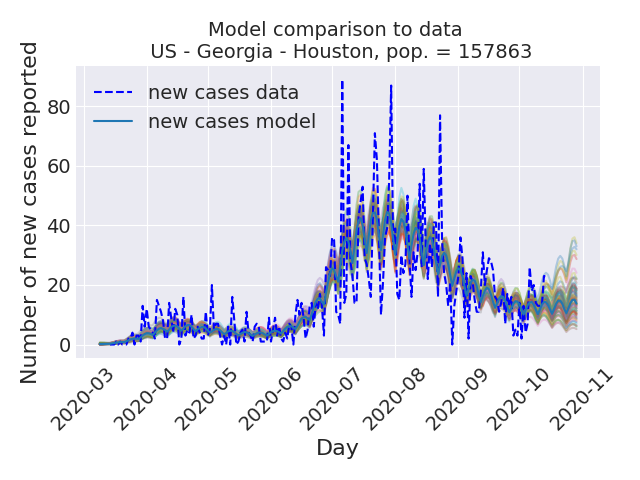 Model comparison to data
US - Georgia - Houston, pop. = 157863
Number of new cases reported
80
60
40
20
0
new cases data
new cases model
2020-03
2020-04
2020-05
2020-06
2020-07
2020-08
2020-09
2020-10
2020-11
Day